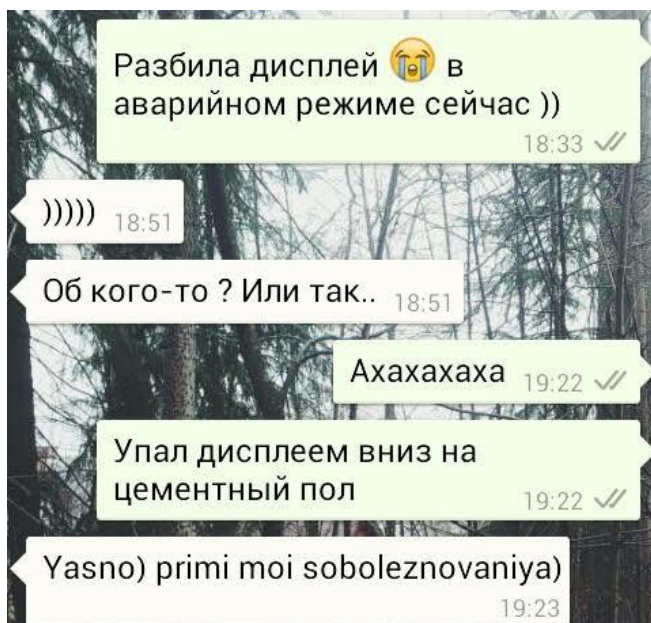 Разбила дисплей 😭 в
аварийном режиме сейчас ))
18:33
))))) 18:51
Об кого-то ? Или так.. 18:51
Ахахахаха 19:22
Упал дисплеем вниз на
цементный пол 19:22
Yasno) primi moi soboleznovaniya)
19:23